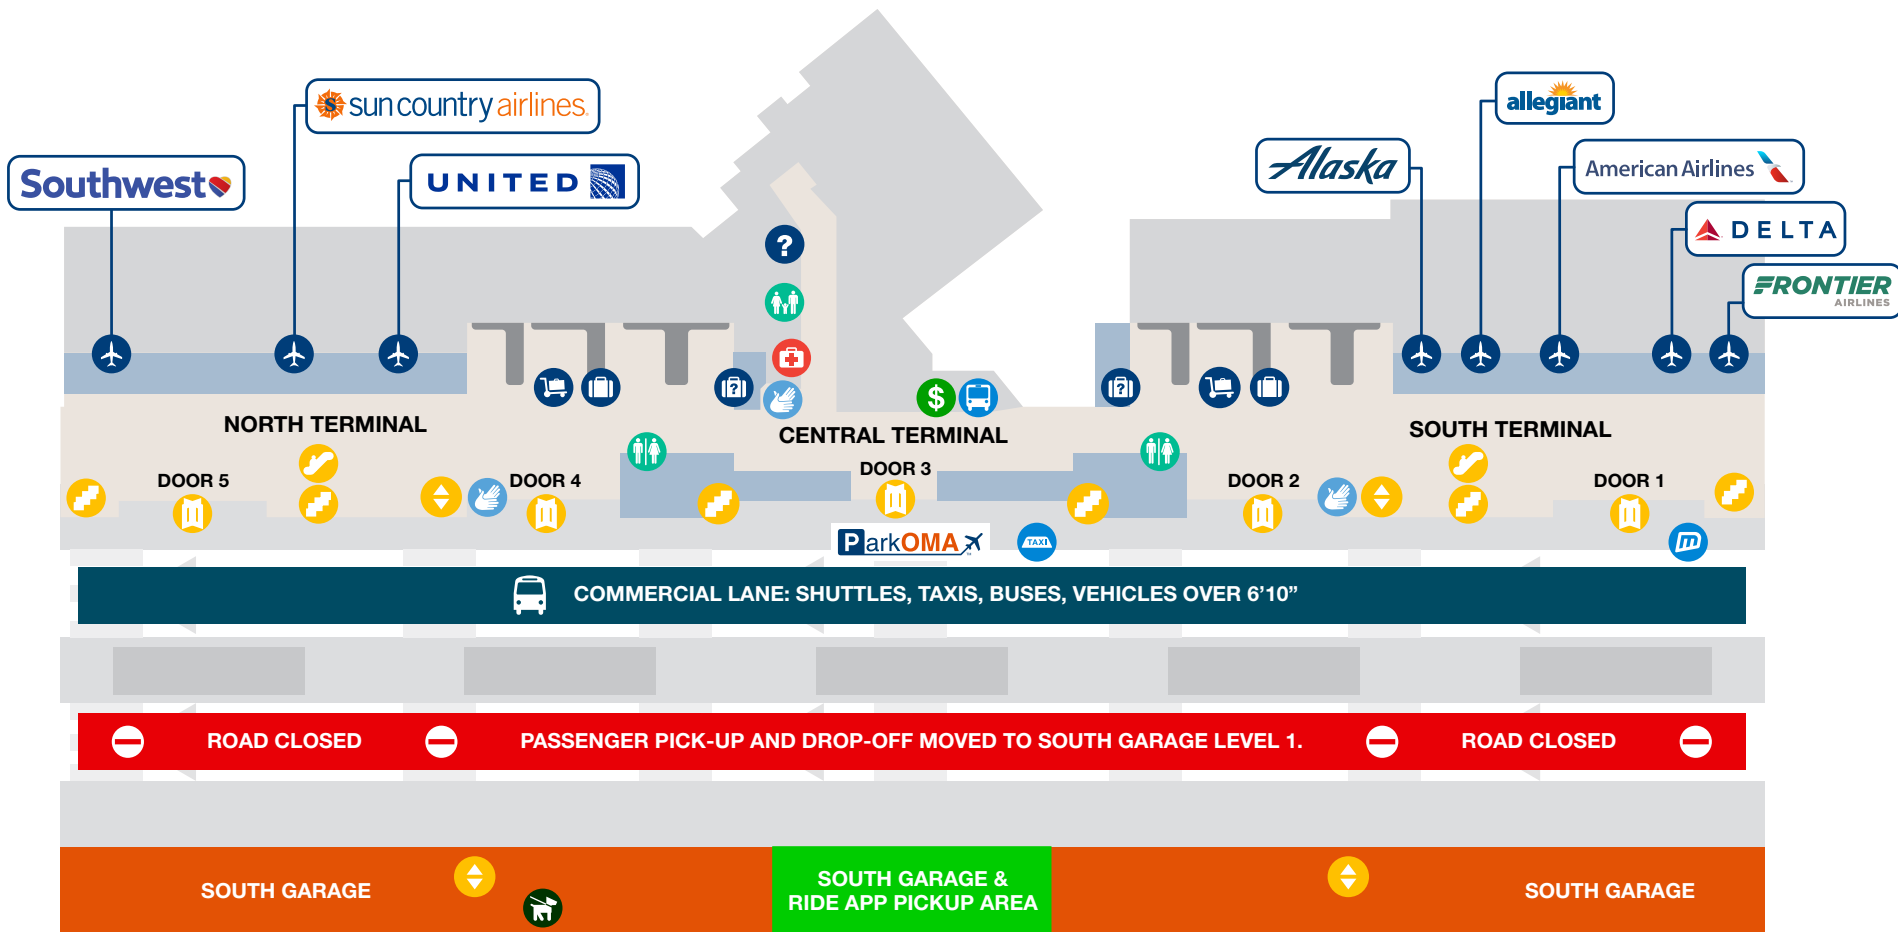 sun country airlines.
Southwest
UNITED
allegiant
Alaska
American Airlines
DELTA
FRONTIER
AIRLINES
?
?
$
?
NORTH TERMINAL
CENTRAL TERMINAL
SOUTH TERMINAL
DOOR 5
DOOR 4
DOOR 3
DOOR 2
DOOR 1
ParkOMA
TAXI
m
COMMERCIAL LANE: SHUTTLES, TAXIS, BUSES, VEHICLES OVER 6’10”
ROAD CLOSED
PASSENGER PICK-UP AND DROP-OFF MOVED TO SOUTH GARAGE LEVEL 1.
ROAD CLOSED
SOUTH GARAGE
SOUTH GARAGE &
RIDE APP PICKUP AREA
SOUTH GARAGE